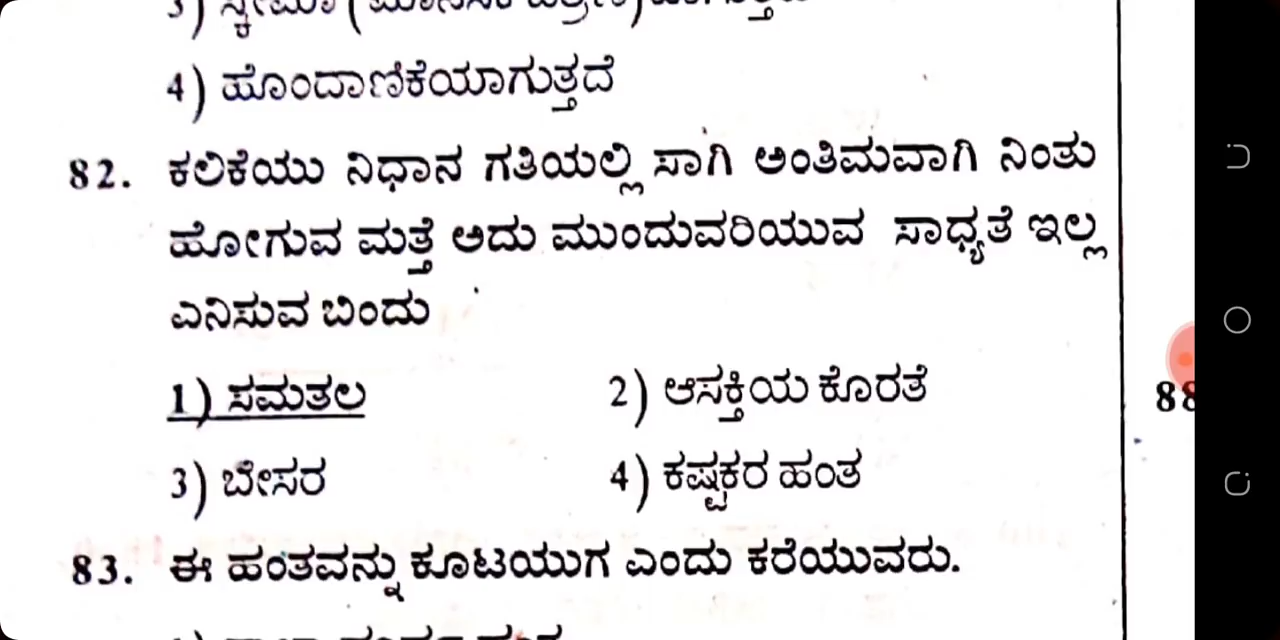 4) ಹೊಂದಾಣಿಕೆಯಾಗುತ್ತದೆ
82. ಕಲಿಕೆಯು ನಿಧಾನ ಗತಿಯಲ್ಲಿ ಸಾಗಿ ಅಂತಿಮವಾಗಿ ನಿಂತು
ಹೋಗುವ ಮತ್ತೆ ಅದು ಮುಂದುವರಿಯುವ ಸಾಧ್ಯತೆ ಇಲ್ಲ
ಎನಿಸುವ ಬಿಂದು
1) ಸಮತಲ 2) ಆಸಕ್ತಿಯ ಕೊರತೆ
3) ಬೇಸರ 4) ಕಷ್ಟಕರ ಹಂತ
83. ಈ ಹಂತವನ್ನು ಕೂಟಯುಗ ಎಂದು ಕರೆಯುವರು.